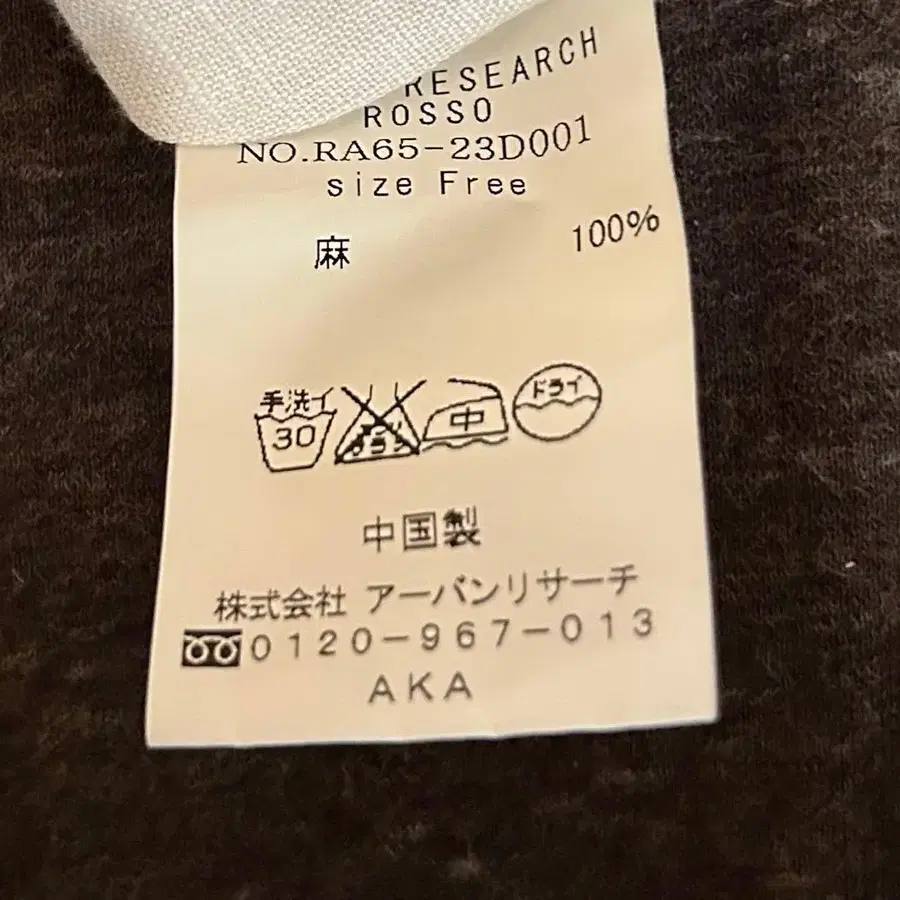 RESEARCH
ROSSO
NO.RA65-23D001
size Free
麻 100%
手洗イ 30 中 ドライ
中国製
株式会社 アーバンリサーチ
0120-967-013
AKA